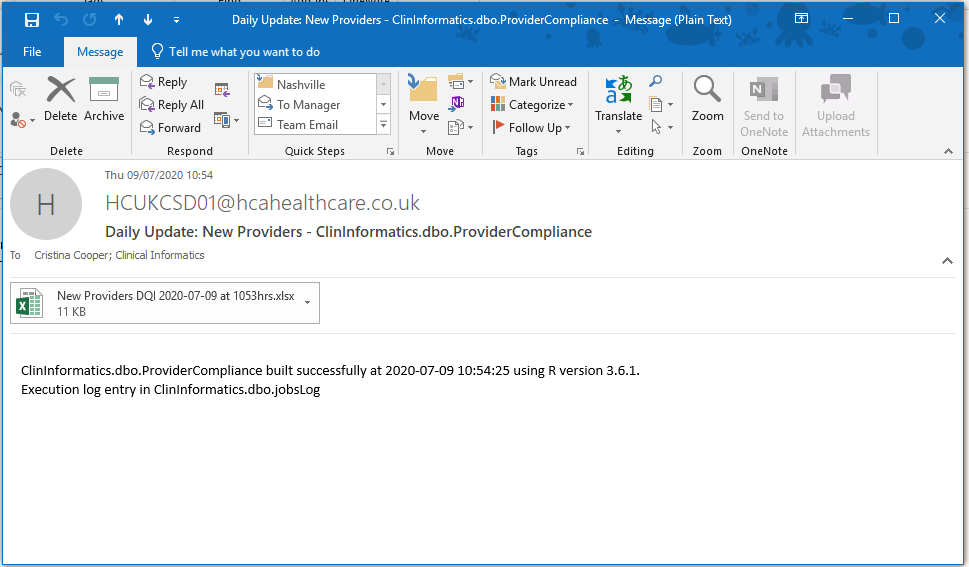 Daily Update: New Providers - ClinInformatics.dbo.ProviderCompliance - Message (Plain Text)
File Message Tell me what you want to do
Delete Archive
Reply
Reply All
Forward
Nashville
To Manager
Team Email
Move
Mark Unread
Categorize
Follow Up
Translate
Zoom
Send to
OneNote
Upload
Attachments
Delete Respond Quick Steps Move Tags Editing Zoom OneNote
Thu 09/07/2020 10:54
H
HCUKCSD01@hcahealthcare.co.uk
Daily Update: New Providers - ClinInformatics.dbo.ProviderCompliance
To Cristina Cooper; Clinical Informatics
New Providers DQI 2020-07-09 at 1053hrs.xlsx
11 KB
ClinInformatics.dbo.ProviderCompliance built successfully at 2020-07-09 10:54:25 using R version 3.6.1.
Execution log entry in ClinInformatics.dbo.jobsLog